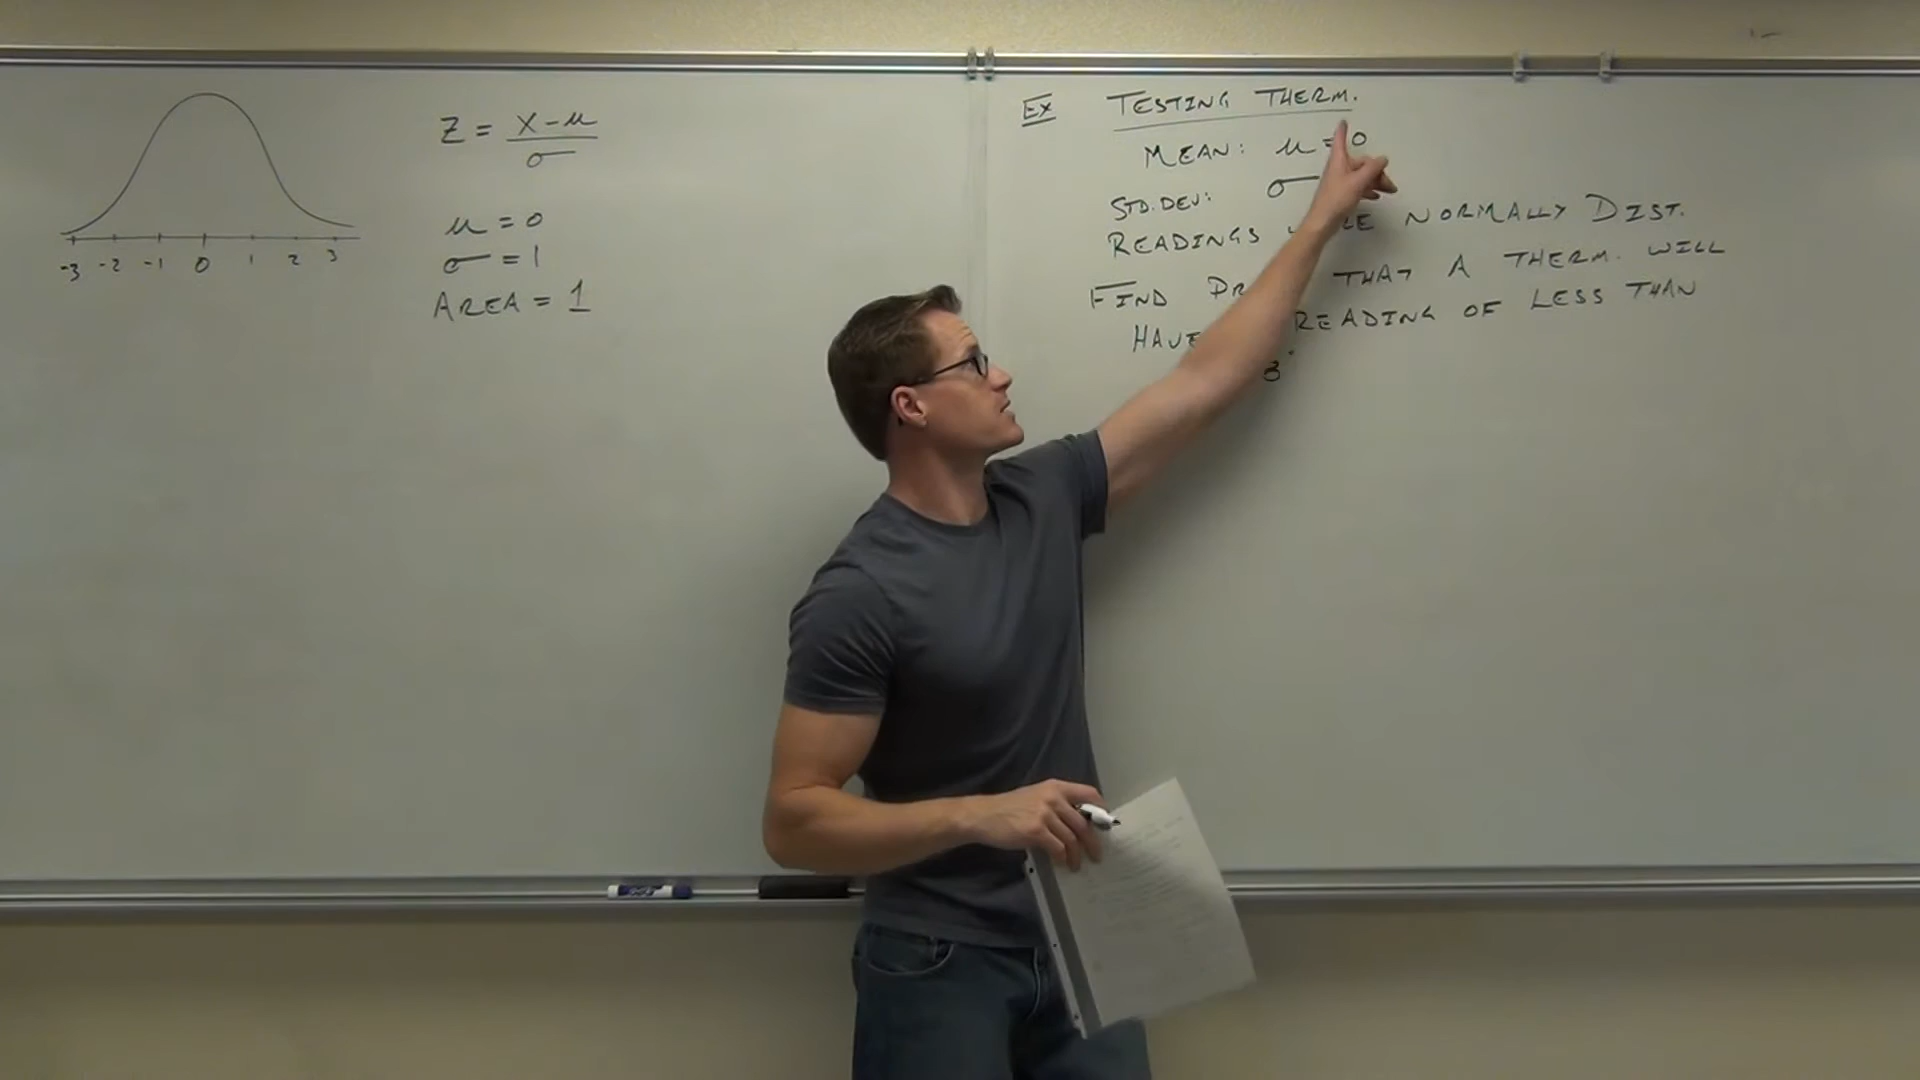 -3 -2 -1 0 1 2 3
Z = X - μ / σ
μ = 0
σ = 1
AREA = 1
EX TESTING THERM.
MEAN: μ = 0
STD. DEV: σ
READINGS NORMALLY DIST.
FIND THAT A THERM. WILL
HAVE READING OF LESS THAN